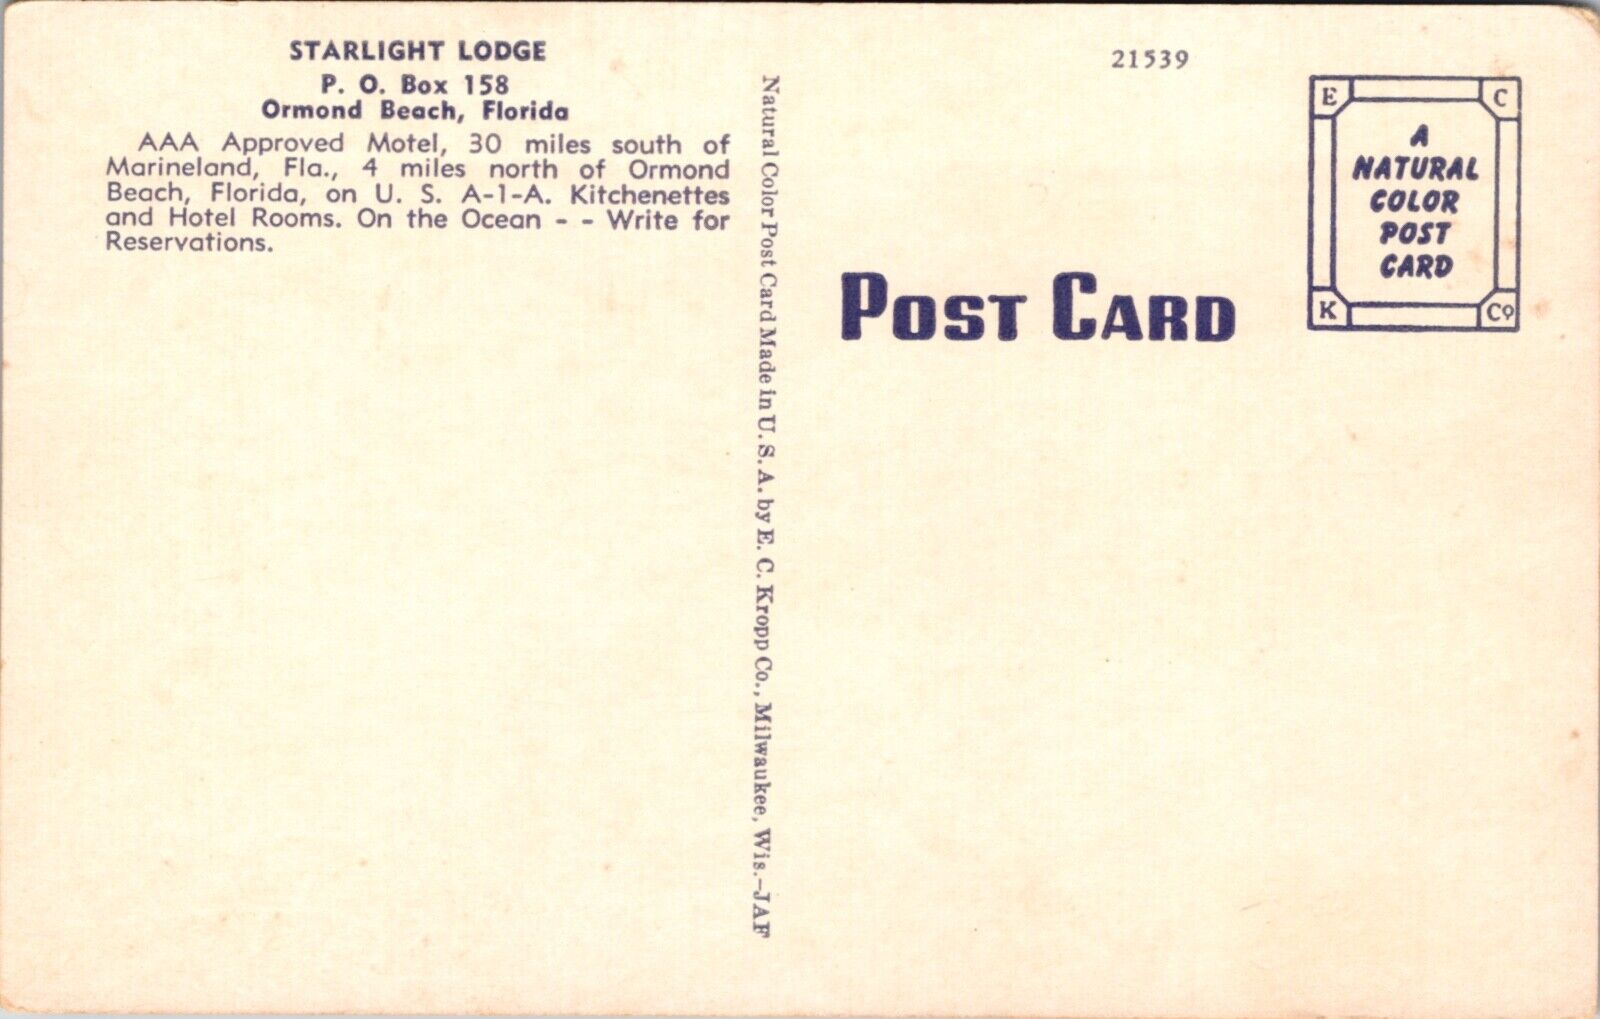 STARLIGHT LODGE
P. O. Box 158
Ormond Beach, Florida
AAA Approved Motel, 30 miles south of
Marineland, Fla., 4 miles north of Ormond
Beach, Florida, on U. S. A-1-A. Kitchenettes
and Hotel Rooms. On the Ocean - - Write for
Reservations.
Natural Color Post Card Made in U. S. A. by E. C. Kropp Co., Milwaukee, Wis.-JAF
21539
POST CARD
E C
A
NATURAL
COLOR
POST
CARD
K Co